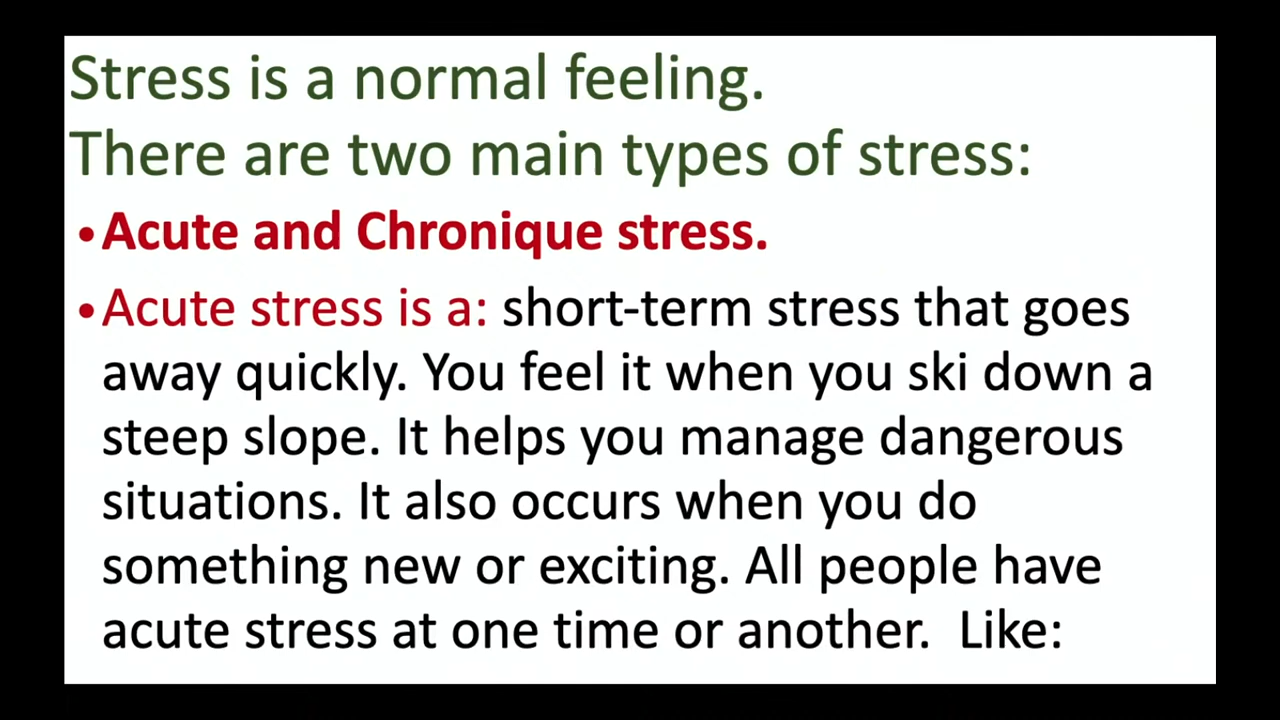 Stress is a normal feeling.
There are two main types of stress:
•Acute and Chronique stress.
•Acute stress is a: short-term stress that goes
away quickly. You feel it when you ski down a
steep slope. It helps you manage dangerous
situations. It also occurs when you do
something new or exciting. All people have
acute stress at one time or another.  Like: